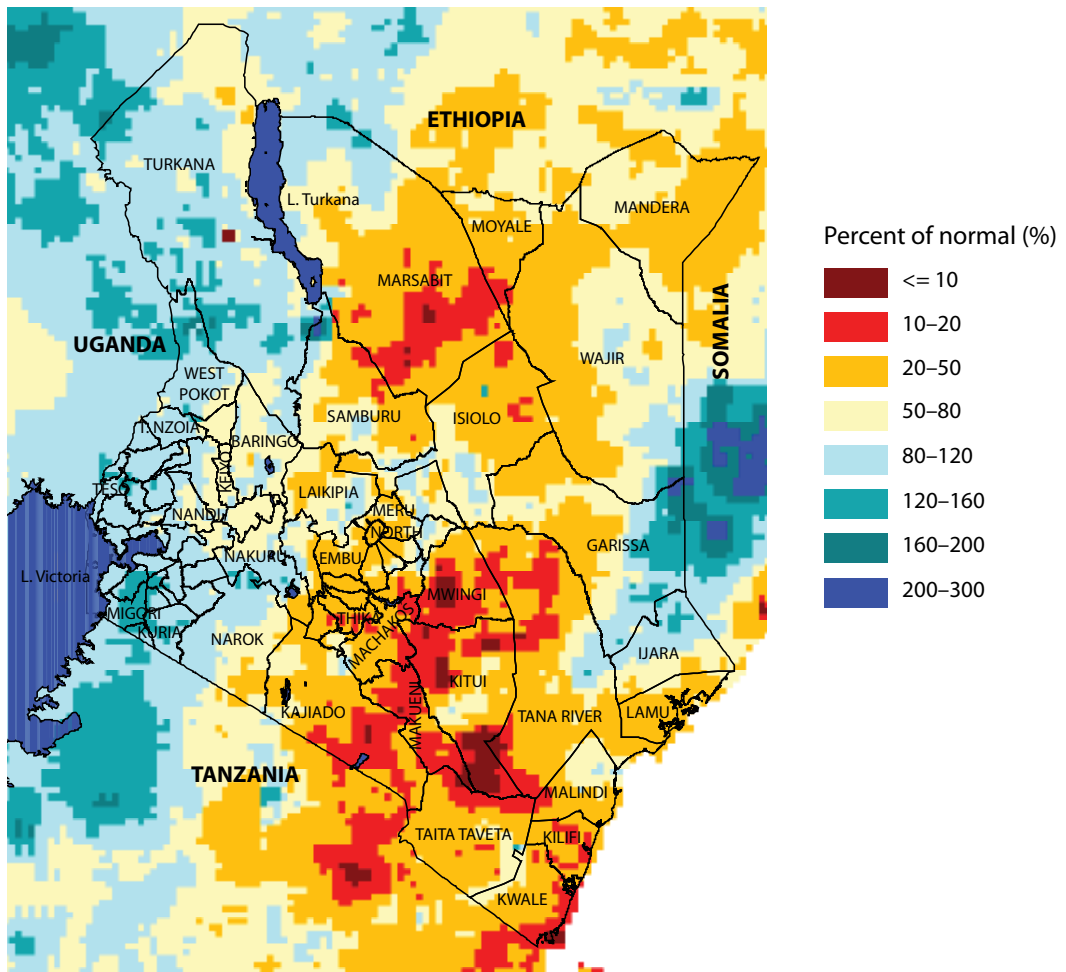 ETHIOPIA
TURKANA
L. Turkana
MANDERA
MOYALE
MARSABIT
SOMALIA
UGANDA
WAJIR
WEST
POKOT
SAMBURU
ISIOLO
T. NZOIA
BARINGO
KEIYO
TESO
LAIKIPIA
NANDI
MERU
NORTH
GARISSA
NAKURU
EMBU
L. Victoria
MWINGI
MIGORI
THIKA
KURIA
NAROK
MACHAKOS
IJARA
KITUI
MAKUENI
KAJIADO
TANA RIVER
LAMU
TANZANIA
MALINDI
TAITA TAVETA
KILIFI
KWALE
Percent of normal (%)
<= 10
10–20
20–50
50–80
80–120
120–160
160–200
200–300